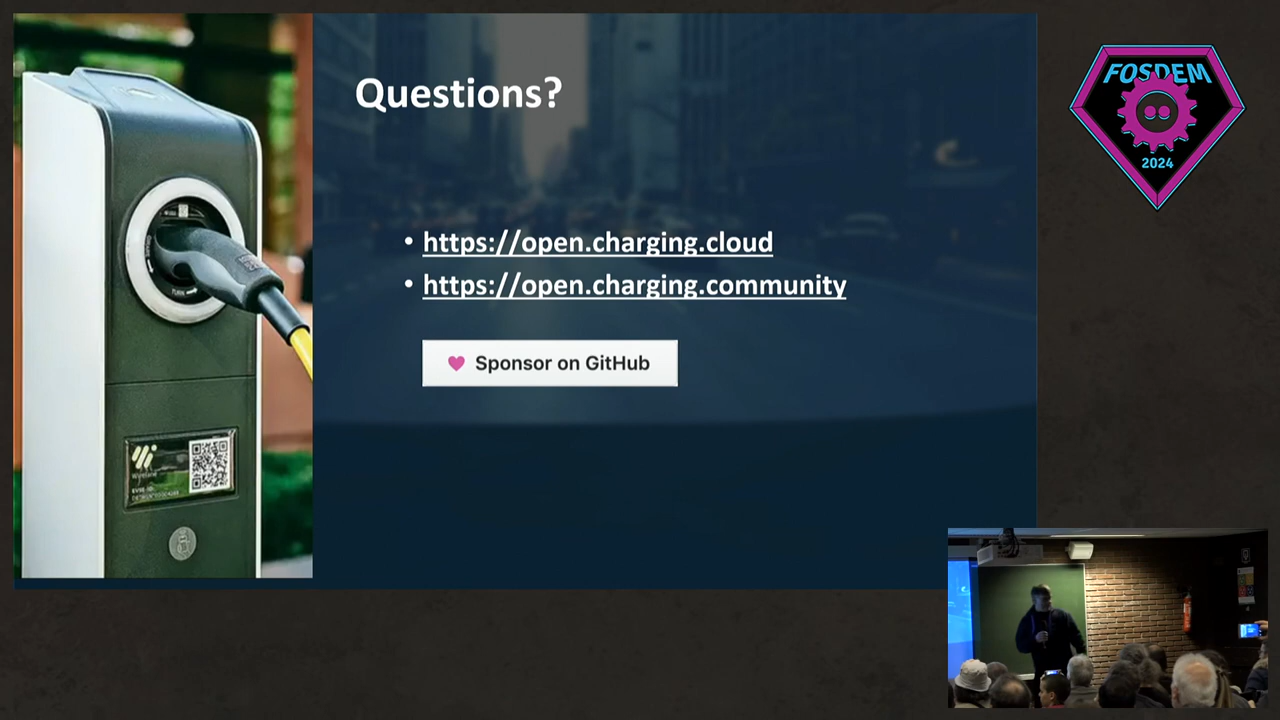 Questions?
• https://open.charging.cloud
• https://open.charging.community
Sponsor on GitHub
FOSDEM
2024